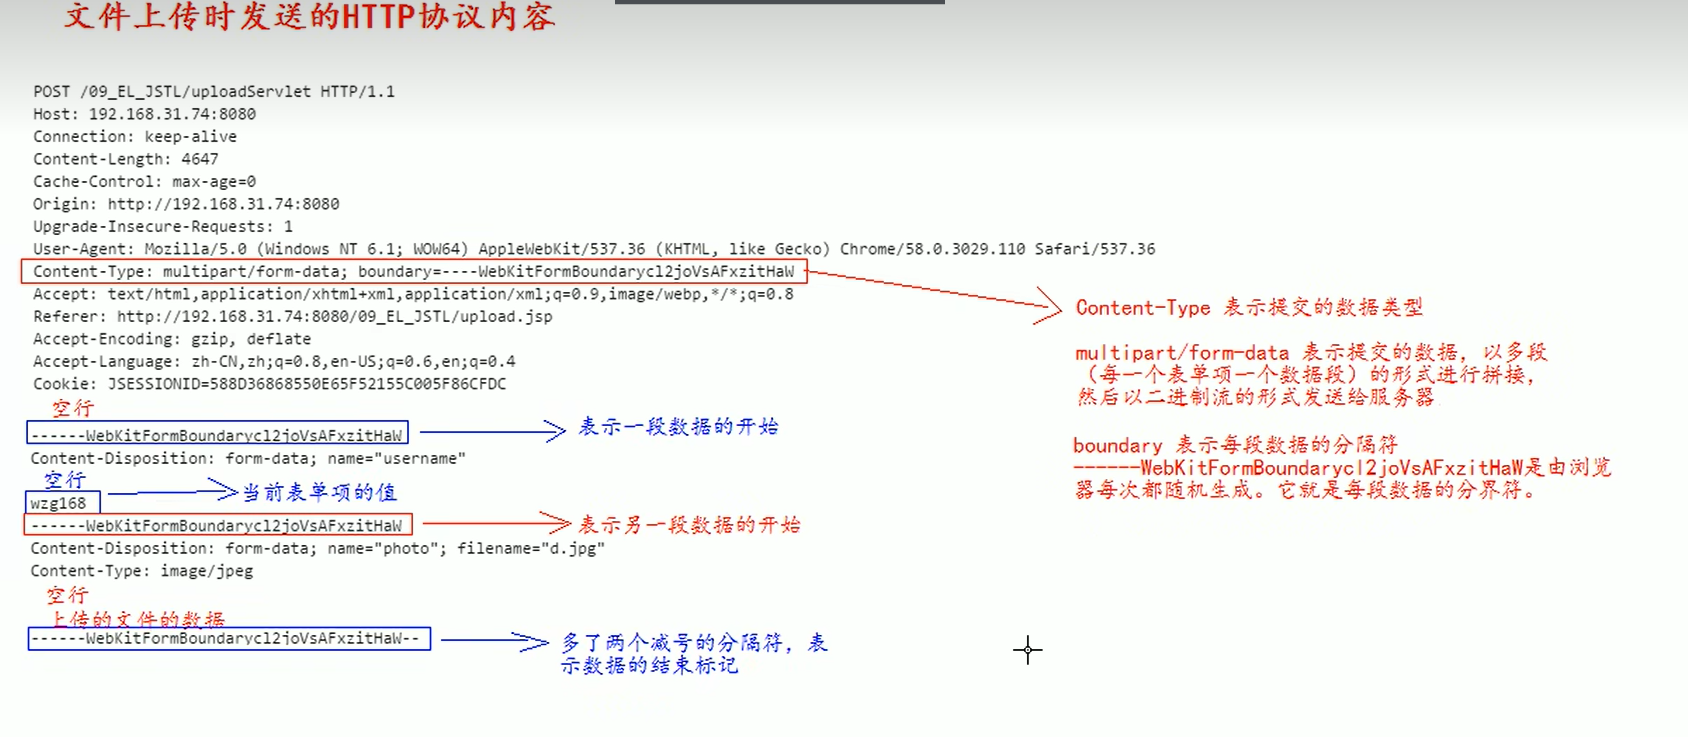 文件上传时发送的HTTP协议内容
POST /09_EL_JSTL/uploadServlet HTTP/1.1
Host: 192.168.31.74:8080
Connection: keep-alive
Content-Length: 4647
Cache-Control: max-age=0
Origin: http://192.168.31.74:8080
Upgrade-Insecure-Requests: 1
User-Agent: Mozilla/5.0 (Windows NT 6.1; WOW64) AppleWebKit/537.36 (KHTML, like Gecko) Chrome/58.0.3029.110 Safari/537.36
Content-Type: multipart/form-data; boundary=----WebKitFormBoundarycl2joVsAFxzitHaW
Accept: text/html,application/xhtml+xml,application/xml;q=0.9,image/webp,*/*;q=0.8
Referer: http://192.168.31.74:8080/09_EL_JSTL/upload.jsp
Accept-Encoding: gzip, deflate
Accept-Language: zh-CN,zh;q=0.8,en-US;q=0.6,en;q=0.4
Cookie: JSESSIONID=588D36868550E65F52155C005F86CFDC
空行
------WebKitFormBoundarycl2joVsAFxzitHaW
表示一段数据的开始
Content-Disposition: form-data; name="username"
空行
wzg168
当前表单项的值
------WebKitFormBoundarycl2joVsAFxzitHaW
表示另一段数据的开始
Content-Disposition: form-data; name="photo"; filename="d.jpg"
Content-Type: image/jpeg
空行
上传的文件的数据
------WebKitFormBoundarycl2joVsAFxzitHaW--
多了两个减号的分隔符，表
示数据的结束标记
Content-Type 表示提交的数据类型
multipart/form-data 表示提交的数据，以多段
（每一个表单项一个数据段）的形式进行拼接，
然后以二进制流的形式发送给服务器
boundary 表示每段数据的分隔符
------WebKitFormBoundarycl2joVsAFxzitHaW是由浏览
器每次都随机生成。它就是每段数据的分界符。